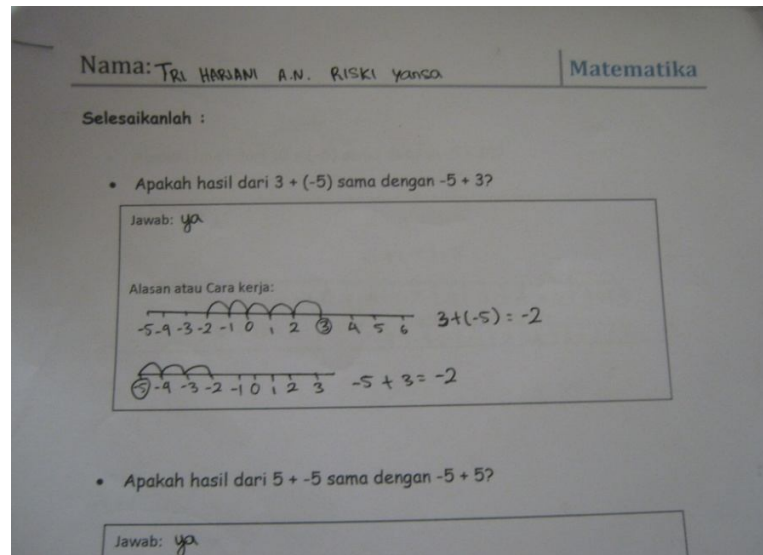 Nama: TRI HARIANI A.N. RISKI yansa
Matematika
Selesaikanlah :
• Apakah hasil dari 3 + (-5) sama dengan -5 + 3?
Jawab: ya
Alasan atau Cara kerja:
-5 -4 -3 -2 -1 0 1 2 3 4 5 6 3+(-5) = -2
-5 -4 -3 -2 -1 0 1 2 3 -5 + 3 = -2
• Apakah hasil dari 5 + -5 sama dengan -5 + 5?
Jawab: ya